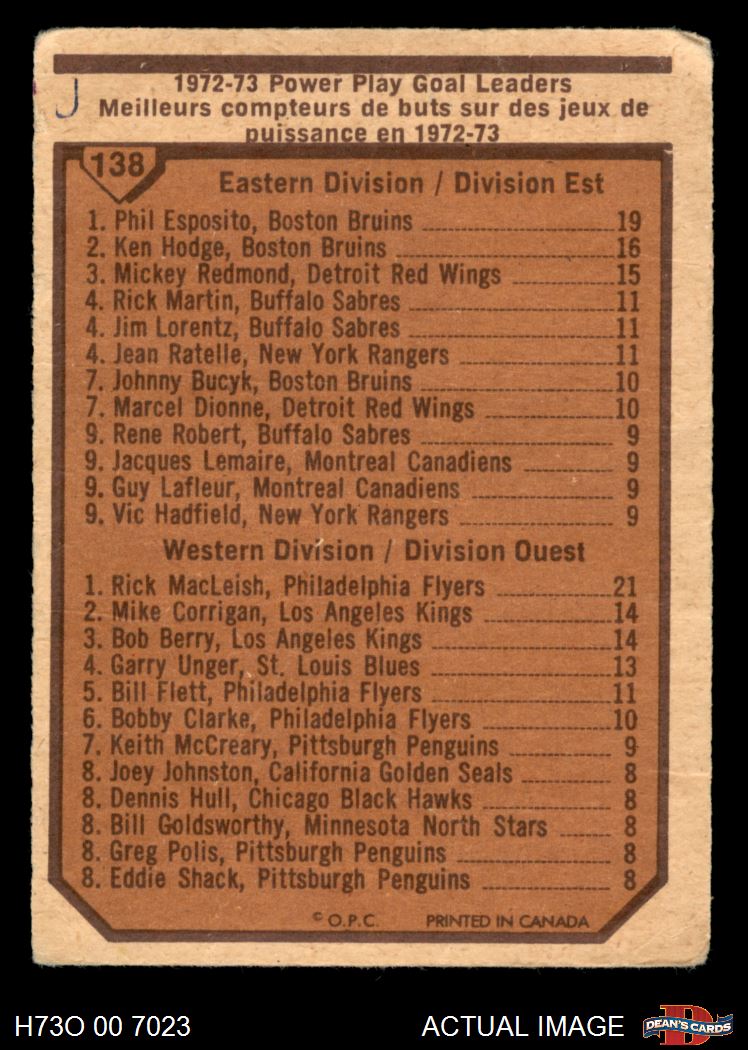 J
1972-73 Power Play Goal Leaders
Meilleurs compteurs de buts sur des jeux de
puissance en 1972-73
138
Eastern Division / Division Est
1. Phil Esposito, Boston Bruins 19
2. Ken Hodge, Boston Bruins 16
3. Mickey Redmond, Detroit Red Wings 15
4. Rick Martin, Buffalo Sabres 11
4. Jim Lorentz, Buffalo Sabres 11
4. Jean Ratelle, New York Rangers 11
7. Johnny Bucyk, Boston Bruins 10
7. Marcel Dionne, Detroit Red Wings 10
9. Rene Robert, Buffalo Sabres 9
9. Jacques Lemaire, Montreal Canadiens 9
9. Guy Lafleur, Montreal Canadiens 9
9. Vic Hadfield, New York Rangers 9
Western Division / Division Ouest
1. Rick MacLeish, Philadelphia Flyers 21
2. Mike Corrigan, Los Angeles Kings 14
3. Bob Berry, Los Angeles Kings 14
4. Garry Unger, St. Louis Blues 13
5. Bill Flett, Philadelphia Flyers 11
6. Bobby Clarke, Philadelphia Flyers 10
7. Keith McCreary, Pittsburgh Penguins 9
8. Joey Johnston, California Golden Seals 8
8. Dennis Hull, Chicago Black Hawks 8
8. Bill Goldsworthy, Minnesota North Stars 8
8. Greg Polis, Pittsburgh Penguins 8
8. Eddie Shack, Pittsburgh Penguins 8
© O.P.C. PRINTED IN CANADA
H73O 00 7023 ACTUAL IMAGE D DEAN'S CARDS